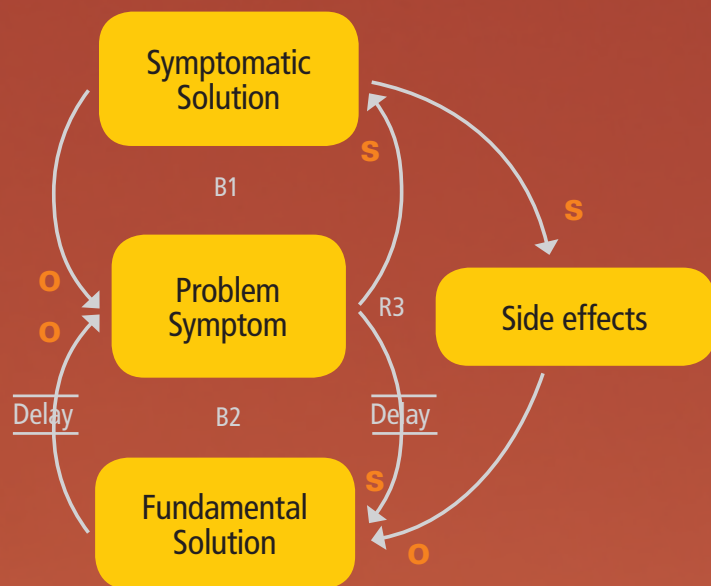 Symptomatic
Solution
S
B1
S
O
Problem
Symptom
R3
Side effects
O
Delay
B2
Delay
S
Fundamental
Solution
O